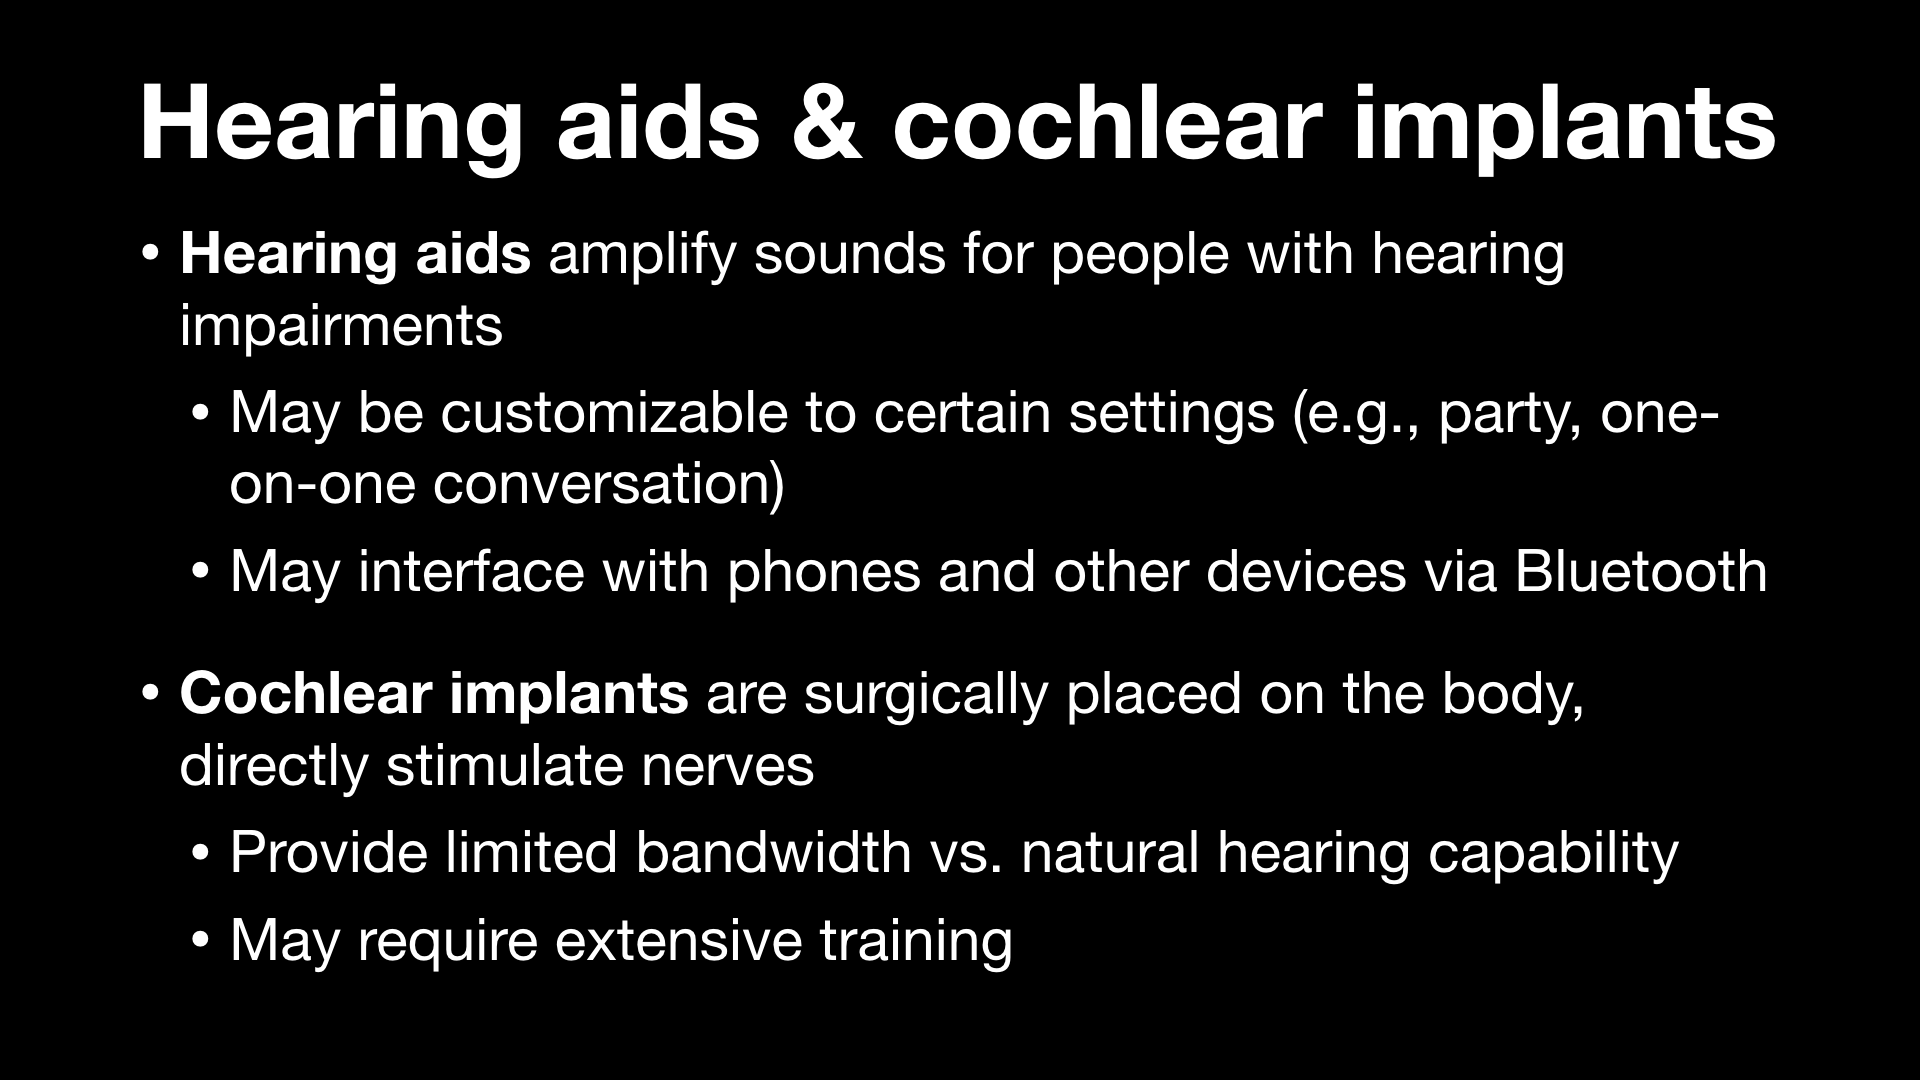 Hearing aids & cochlear implants
• Hearing aids amplify sounds for people with hearing
impairments
• May be customizable to certain settings (e.g., party, one-
on-one conversation)
• May interface with phones and other devices via Bluetooth
• Cochlear implants are surgically placed on the body,
directly stimulate nerves
• Provide limited bandwidth vs. natural hearing capability
• May require extensive training